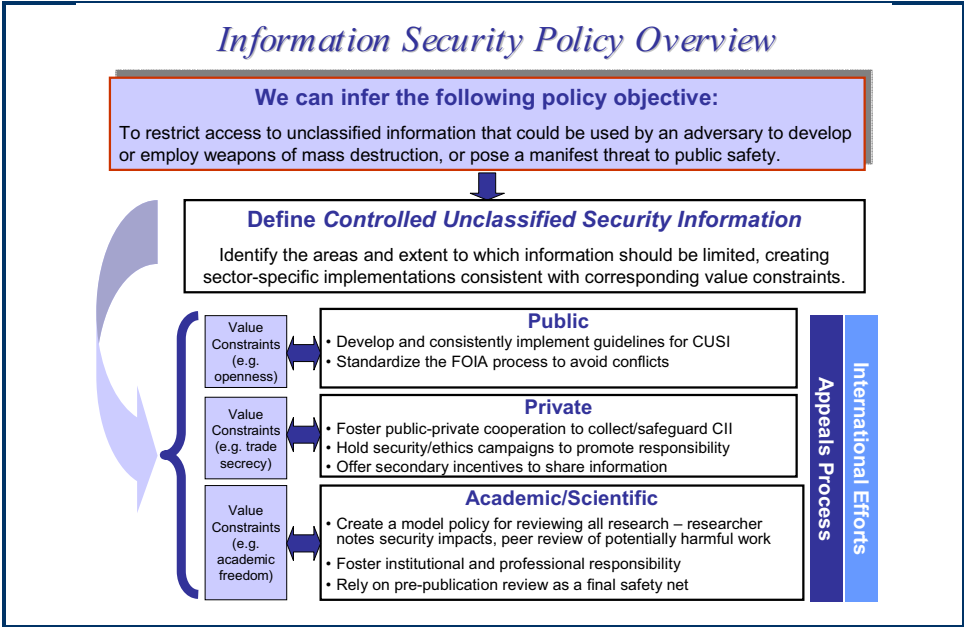 Information Security Policy Overview
We can infer the following policy objective:
To restrict access to unclassified information that could be used by an adversary to develop
or employ weapons of mass destruction, or pose a manifest threat to public safety.
Define Controlled Unclassified Security Information
Identify the areas and extent to which information should be limited, creating
sector-specific implementations consistent with corresponding value constraints.
Value
Constraints
(e.g.
openness)
Public
• Develop and consistently implement guidelines for CUSI
• Standardize the FOIA process to avoid conflicts
Value
Constraints
(e.g. trade
secrecy)
Private
• Foster public-private cooperation to collect/safeguard CII
• Hold security/ethics campaigns to promote responsibility
• Offer secondary incentives to share information
Value
Constraints
(e.g.
academic
freedom)
Academic/Scientific
• Create a model policy for reviewing all research – researcher
notes security impacts, peer review of potentially harmful work
• Foster institutional and professional responsibility
• Rely on pre-publication review as a final safety net
Appeals Process
International Efforts